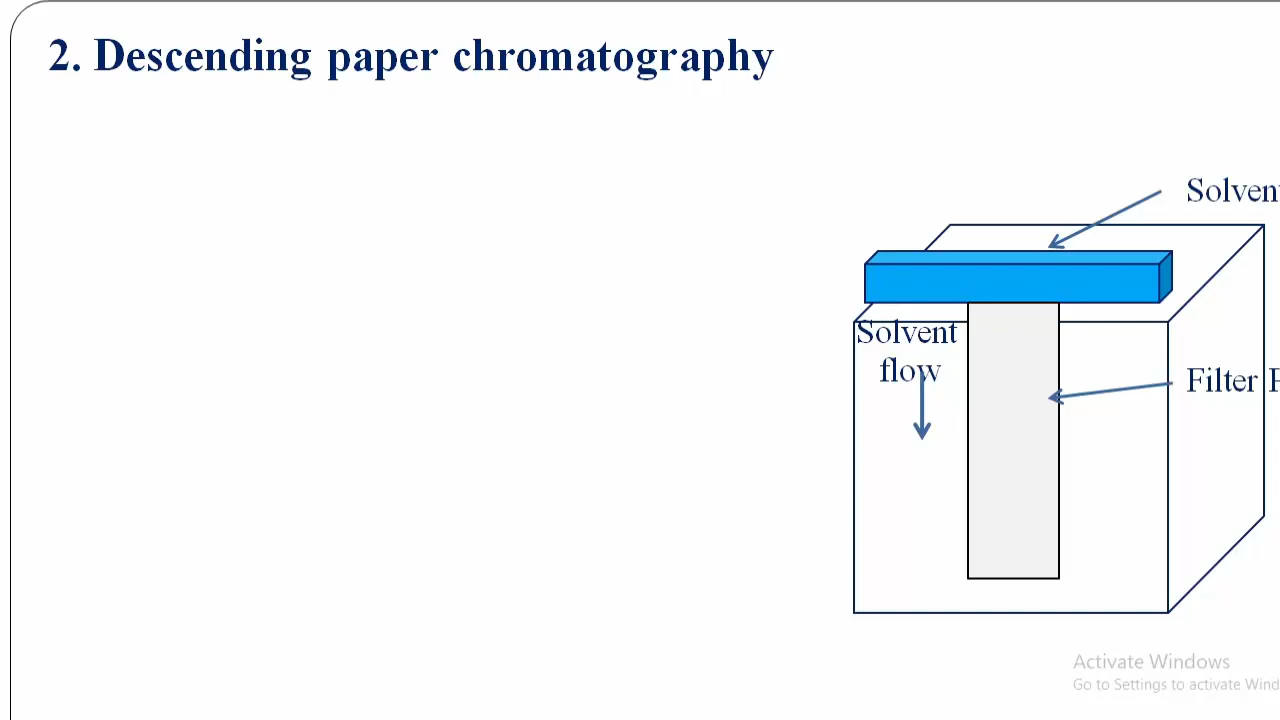 2. Descending paper chromatography
Solvent
Solvent
flow
Filter
Activate Windows
Go to Settings to activate Wind